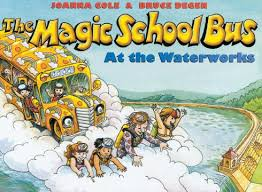 JOANNA COLE & BRUCE DEGEN
The Magic School Bus
At the Waterworks